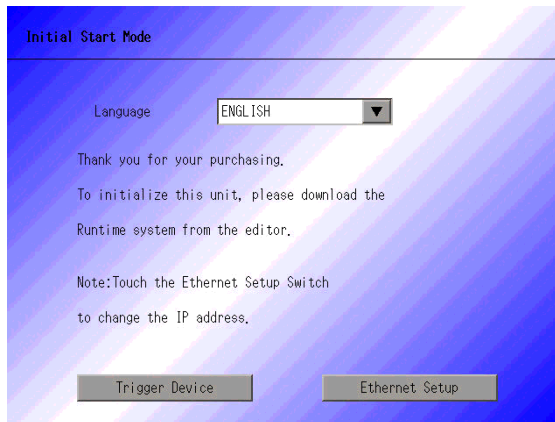 Initial Start Mode
Language ENGLISH
Thank you for your purchasing.
To initialize this unit, please download the
Runtime system from the editor.
Note:Touch the Ethernet Setup Switch
to change the IP address.
Trigger Device Ethernet Setup